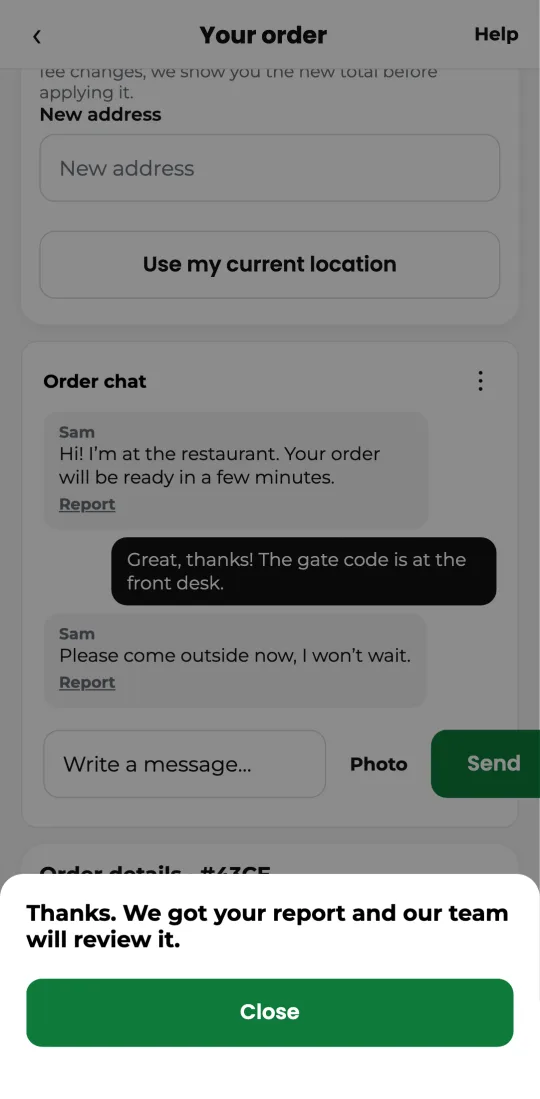 Your order
Help
fee changes, we show you the new total before
applying it.
New address
New address
Use my current location
Order chat
Sam
Hi! I’m at the restaurant. Your order
will be ready in a few minutes.
Report
Great, thanks! The gate code is at the
front desk.
Sam
Please come outside now, I won’t wait.
Report
Write a message...
Photo
Send
Order details
Thanks. We got your report and our team
will review it.
Close